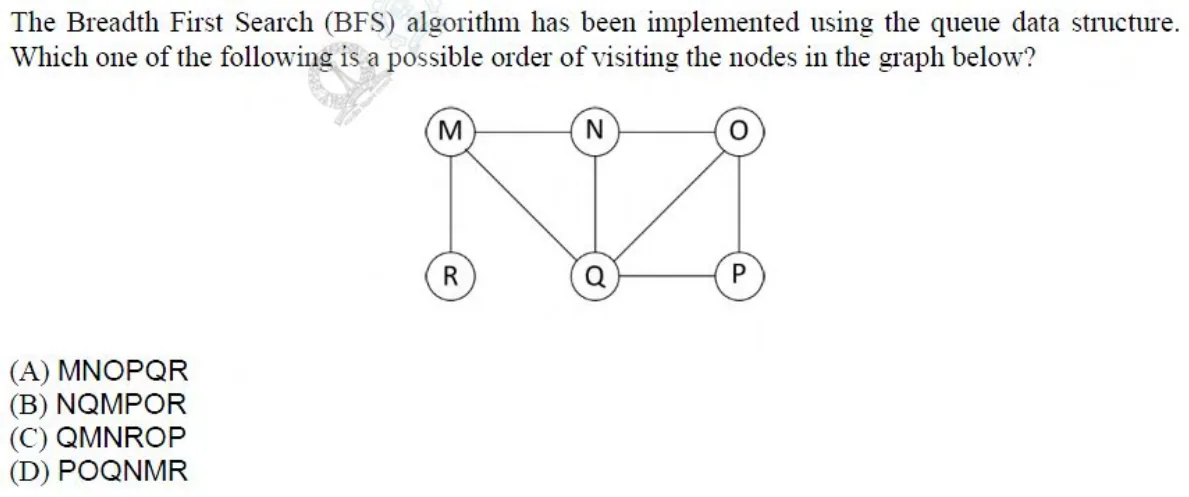 The Breadth First Search (BFS) algorithm has been implemented using the queue data structure.
Which one of the following is a possible order of visiting the nodes in the graph below?
M N O
R Q P
(A) MNOPQR
(B) NQMPOR
(C) QMNROP
(D) POQNMR